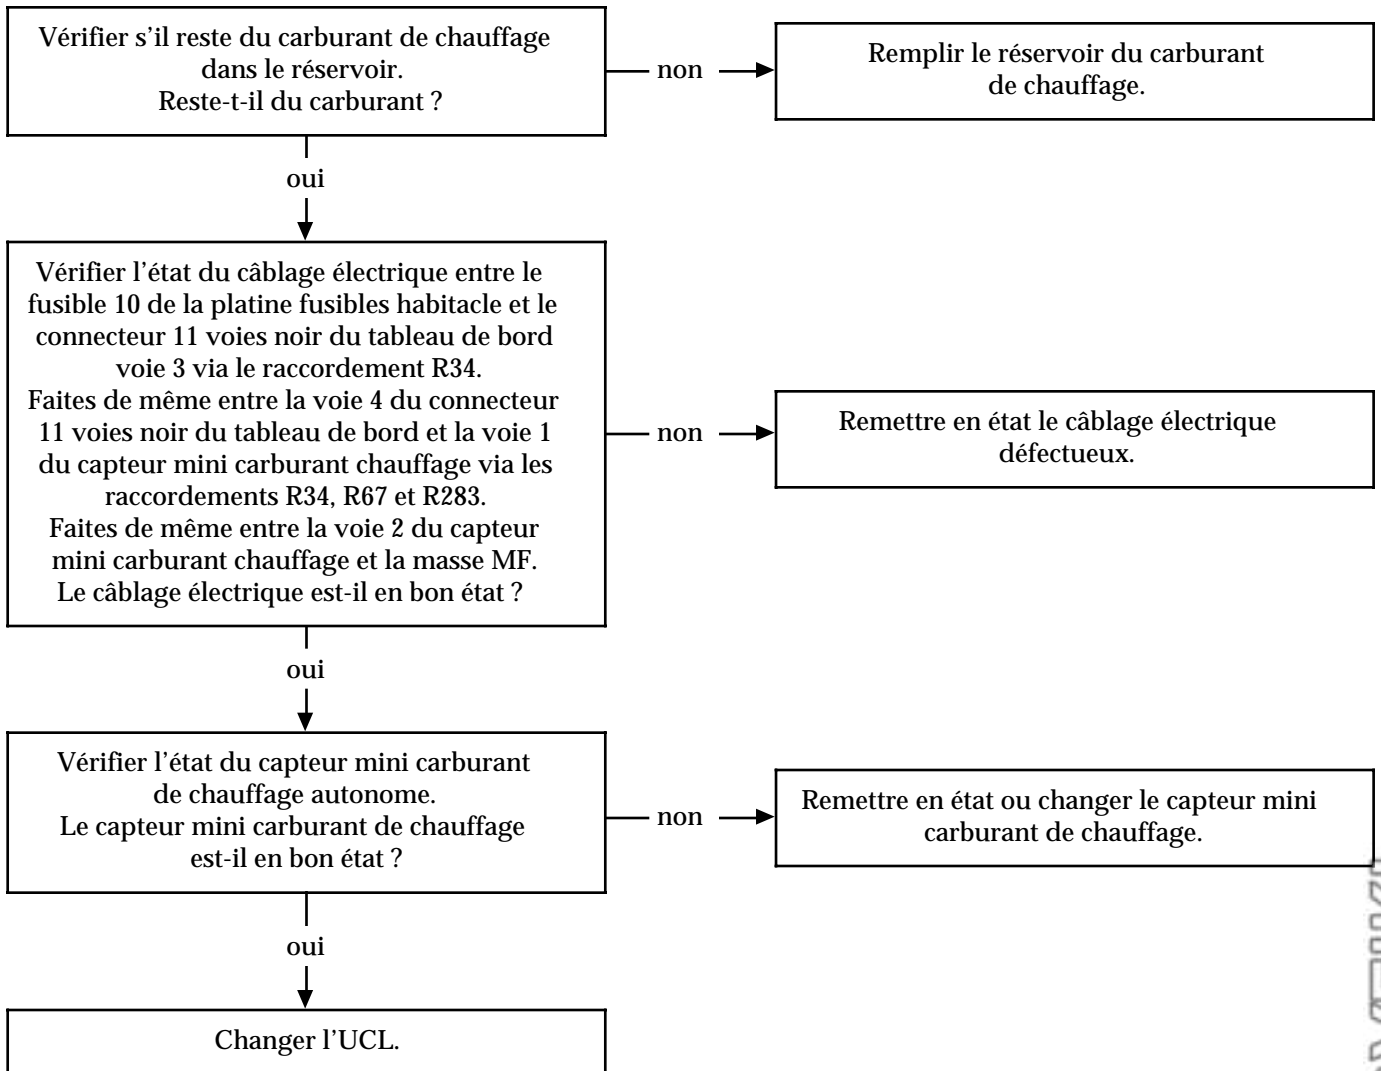 Vérifier s'il reste du carburant de chauffage
dans le réservoir.
Reste-t-il du carburant ?
non
Remplir le réservoir du carburant
de chauffage.
oui
Vérifier l'état du câblage électrique entre le
fusible 10 de la platine fusibles habitacle et le
connecteur 11 voies noir du tableau de bord
voie 3 via le raccordement R34.
Faites de même entre la voie 4 du connecteur
11 voies noir du tableau de bord et la voie 1
du capteur mini carburant chauffage via les
raccordements R34, R67 et R283.
Faites de même entre la voie 2 du capteur
mini carburant chauffage et la masse MF.
Le câblage électrique est-il en bon état ?
non
Remettre en état le câblage électrique
défectueux.
oui
Vérifier l'état du capteur mini carburant
de chauffage autonome.
Le capteur mini carburant de chauffage
est-il en bon état ?
non
Remettre en état ou changer le capteur mini
carburant de chauffage.
oui
Changer l'UCL.